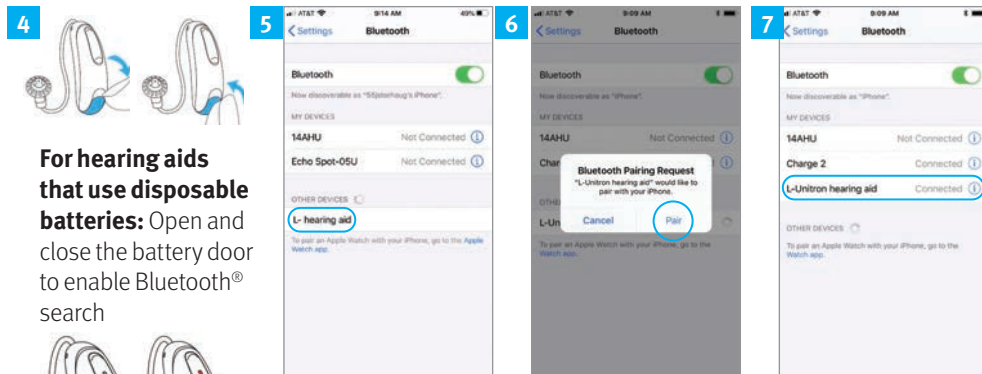 4
For hearing aids
that use disposable
batteries: Open and
close the battery door
to enable Bluetooth®
search
5
AT&T 9:14 AM 49%
Settings Bluetooth
Bluetooth
MY DEVICES
14AHU Not Connected
Echo Spot-05U Not Connected
OTHER DEVICES
L- hearing aid
To pair an Apple Watch with your iPhone, go to the Apple
Watch app.
6
AT&T 9:09 AM
Settings Bluetooth
Bluetooth
Now discoverable as "iPhone".
MY DEVICES
14AHU Not Connected
Char
Bluetooth Pairing Request
"L-Unitron hearing aid" would like to
pair with your iPhone.
Cancel Pair
OTHE
L-Un
To pair an Apple Watch with your iPhone, go to the
Watch app.
7
AT&T 9:09 AM
Settings Bluetooth
Bluetooth
Now discoverable as "iPhone".
MY DEVICES
14AHU Not Connected
Charge 2 Connected
L-Unitron hearing aid Connected
OTHER DEVICES
To pair an Apple Watch with your iPhone, go to the
Watch app.